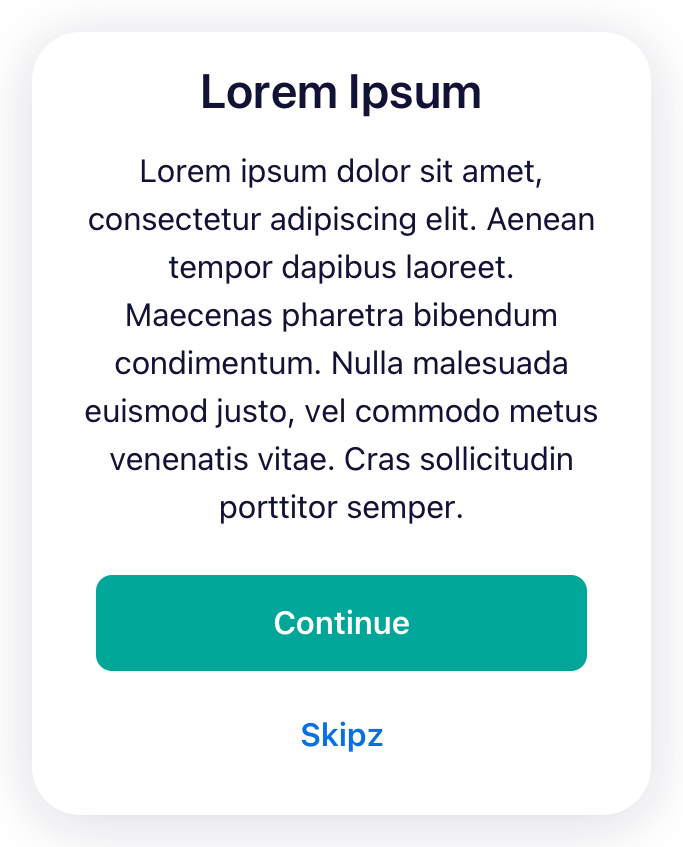 Lorem Ipsum
Lorem ipsum dolor sit amet,
consectetur adipiscing elit. Aenean
tempor dapibus laoreet.
Maecenas pharetra bibendum
condimentum. Nulla malesuada
euismod justo, vel commodo metus
venenatis vitae. Cras sollicitudin
porttitor semper.
Continue
Skipz